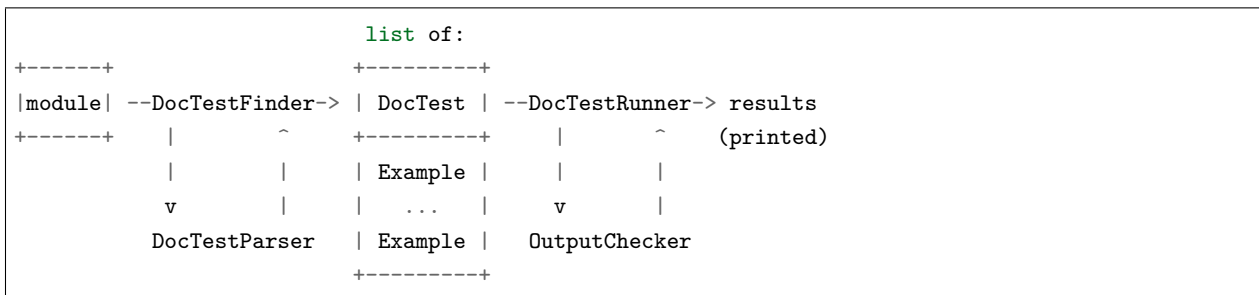 list of:
+------+                   +---------+
|module| --DocTestFinder-> | DocTest | --DocTestRunner-> results
+------+    |        ^     +---------+     |       ^    (printed)
            |        |     | Example |     |       |
            v        |     |   ...   |     v       |
           DocTestParser   | Example |   OutputChecker
                           +---------+